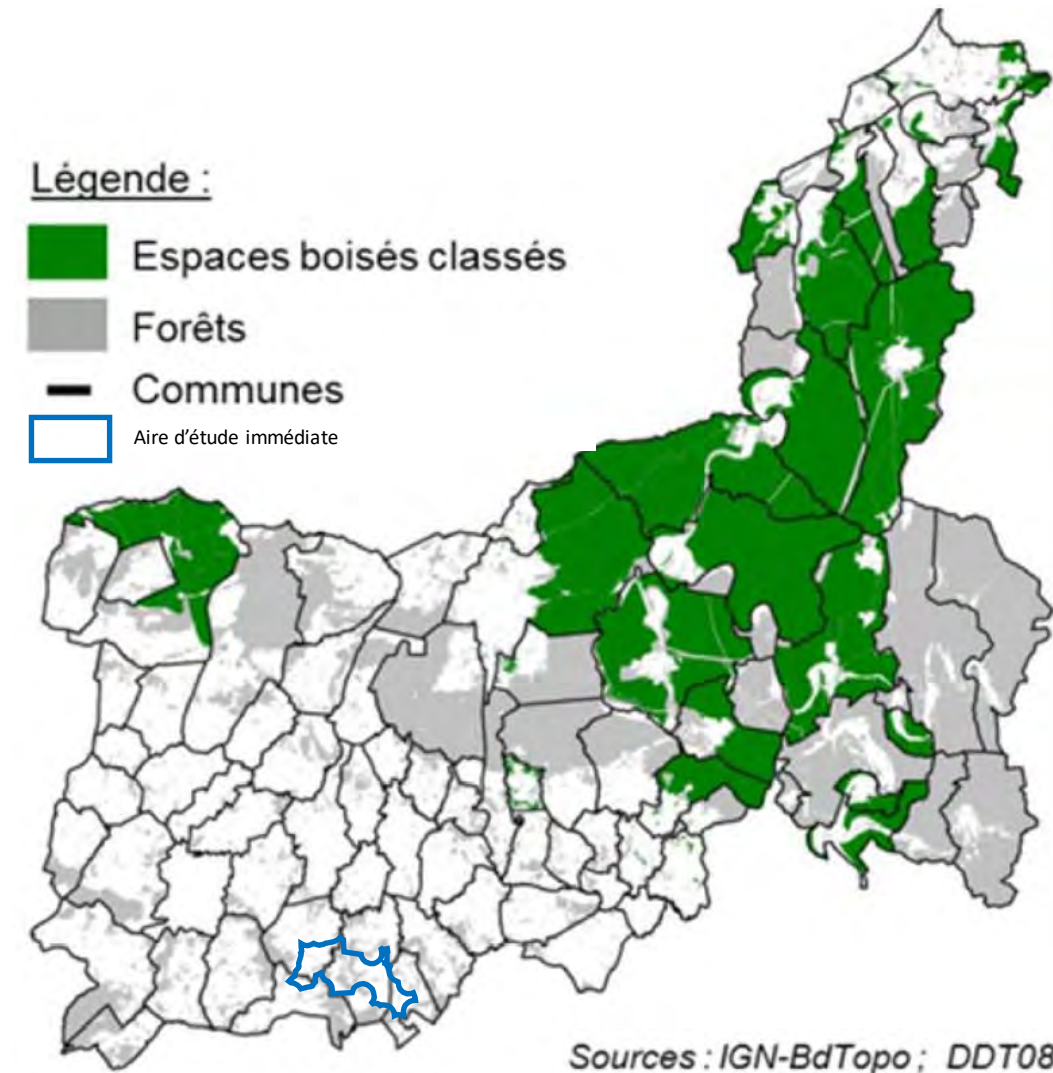 Légende :
Espaces boisés classés
Forêts
Communes
Aire d'étude immédiate
Sources : IGN-BdTopo ; DDT08